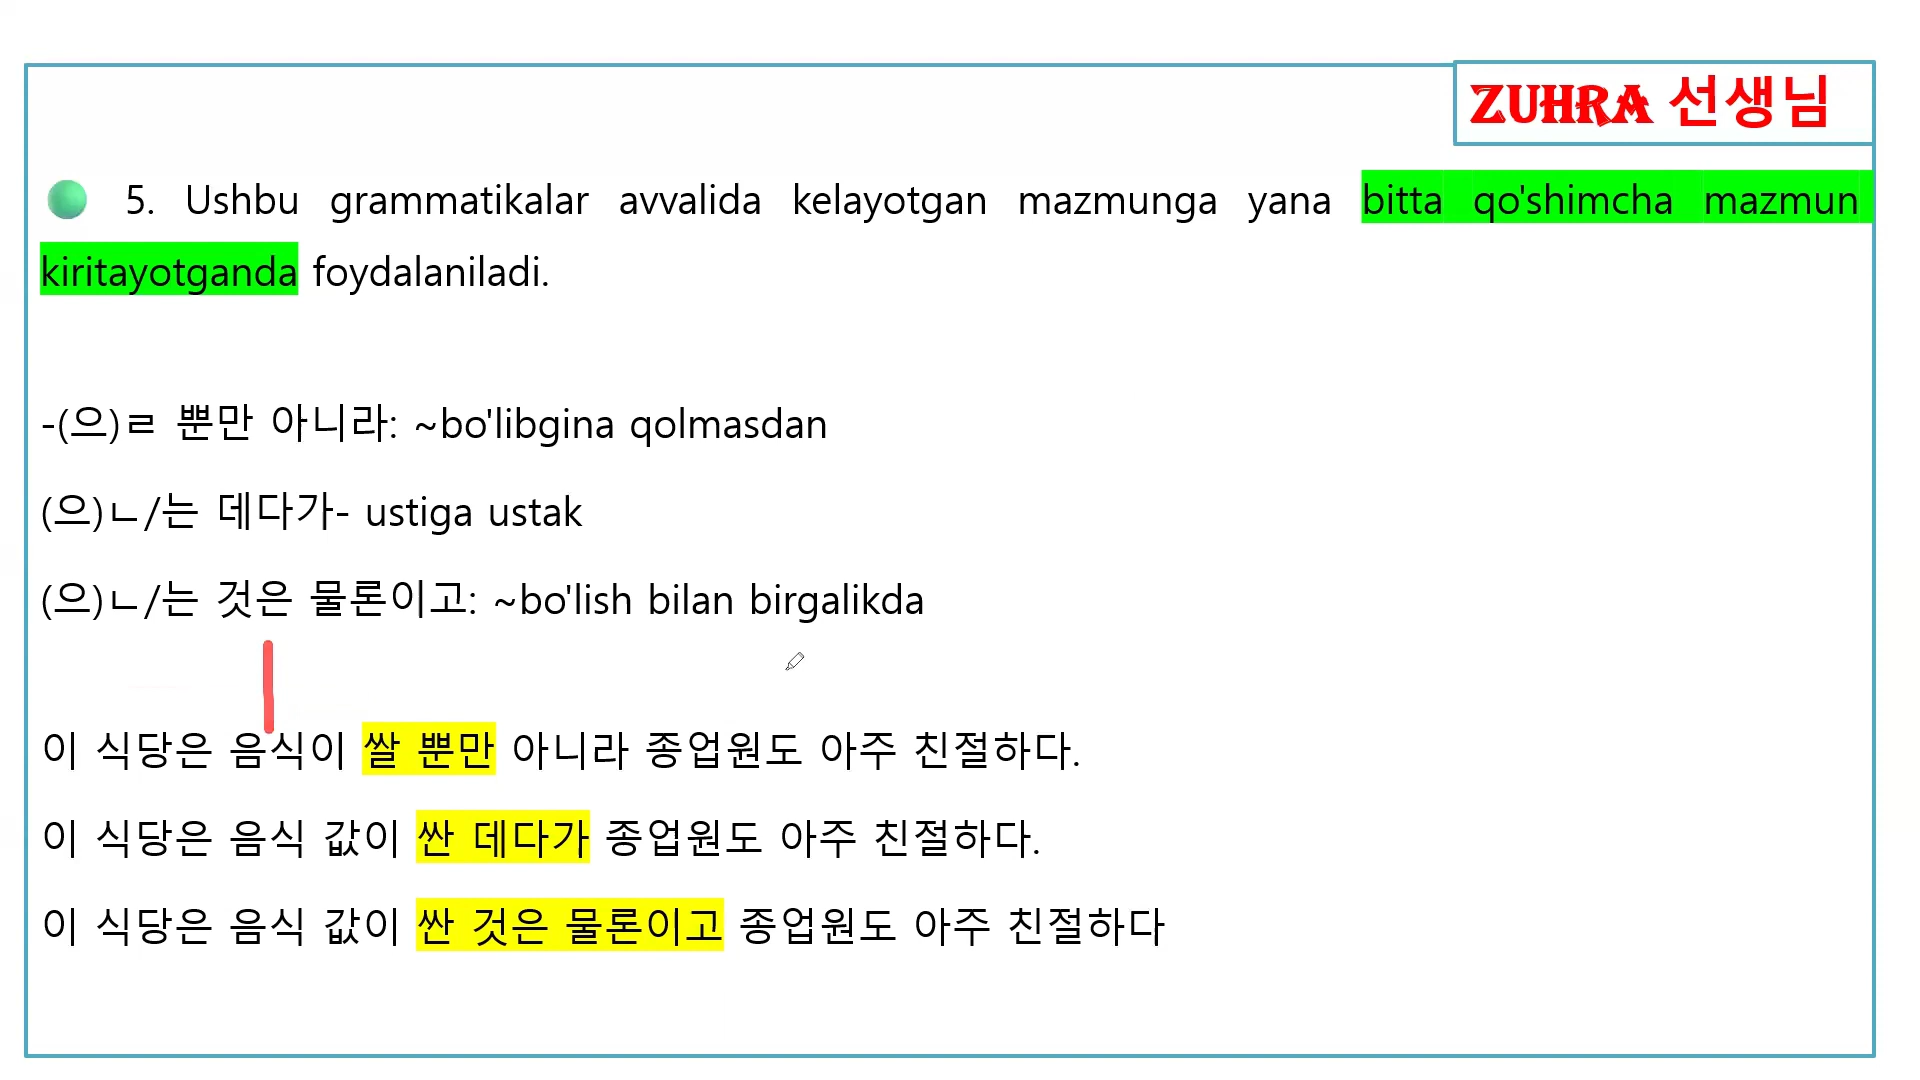 ZUHRA 선생님
5. Ushbu grammatikalar avvalida kelayotgan mazmunga yana bitta qo'shimcha mazmun
kiritayotganda foydalaniladi.
-(으)ㄹ 뿐만 아니라: ~bo'libgina qolmasdan
(으)ㄴ/는 데다가- ustiga ustak
(으)ㄴ/는 것은 물론이고: ~bo'lish bilan birgalikda
이 식당은 음식이 쌀 뿐만 아니라 종업원도 아주 친절하다.
이 식당은 음식 값이 싼 데다가 종업원도 아주 친절하다.
이 식당은 음식 값이 싼 것은 물론이고 종업원도 아주 친절하다